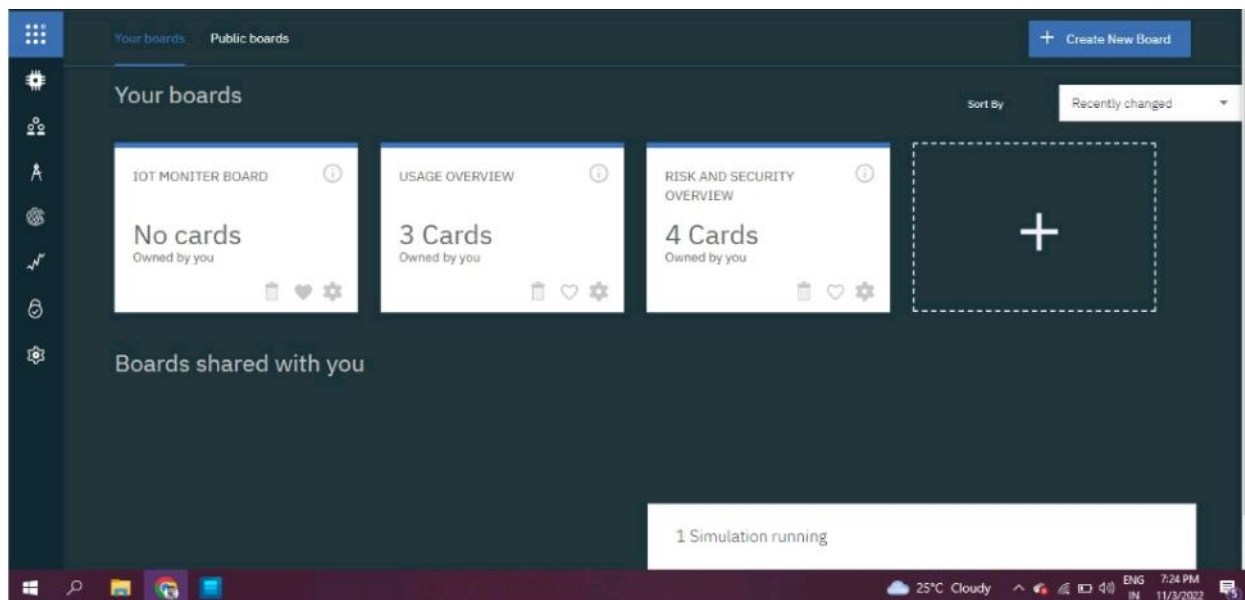 Your boards Public boards
+ Create New Board
Your boards
Sort By Recently changed
IOT MONITER BOARD
No cards
Owned by you
USAGE OVERVIEW
3 Cards
Owned by you
RISK AND SECURITY
OVERVIEW
4 Cards
Owned by you
Boards shared with you
1 Simulation running
25°C Cloudy
ENG
IN
7:24 PM
11/3/2022
5